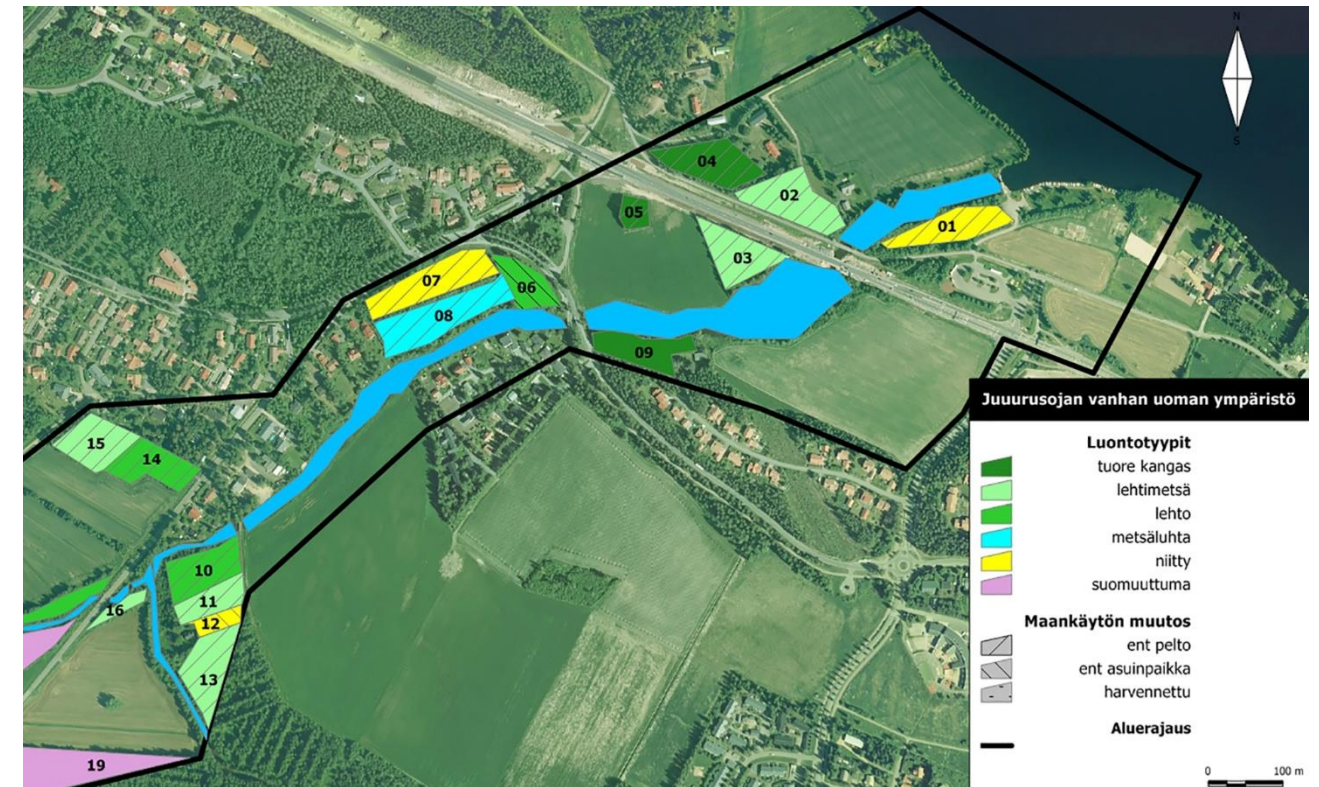 N
S
04
02
01
05
03
07
06
08
09
15
14
10
11
16
12
13
19
Juuurusojan vanhan uoman ympäristö
Luontotyypit
tuore kangas
lehtimetsä
lehto
metsäluhta
niitty
suomuuttuma
Maankäytön muutos
ent pelto
ent asuinpaikka
harvennettu
Aluerajaus
0 100 m